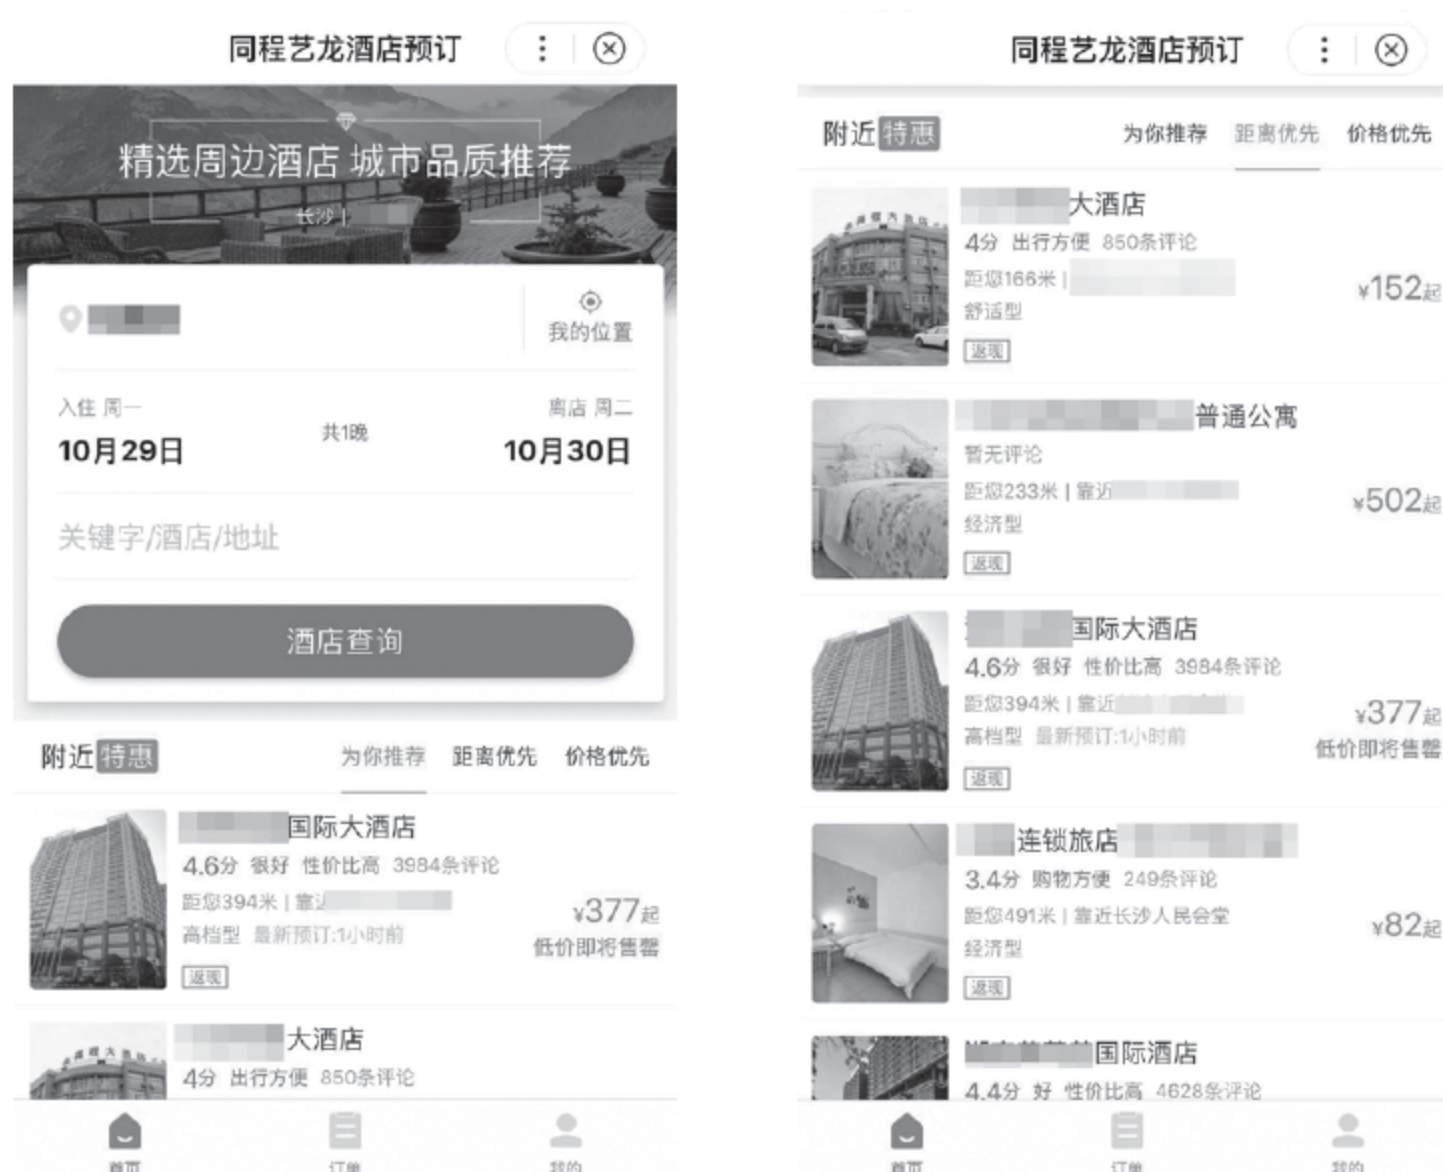 同程艺龙酒店预订
精选周边酒店 城市品质推荐
长沙 |
我的位置
入住 周一
离店 周二
10月29日
共1晚
10月30日
关键字/酒店/地址
酒店查询
附近特惠
为你推荐 距离优先 价格优先
国际大酒店
4.6分 很好 性价比高 3984条评论
距您394米 | 靠近
¥377起
高档型 最新预订:1小时前
低价即将售罄
返现
大酒店
4分 出行方便 850条评论
首页 订单 我的
同程艺龙酒店预订
附近特惠
为你推荐 距离优先 价格优先
大酒店
4分 出行方便 850条评论
距您166米 |
¥152起
舒适型
返现
普通公寓
暂无评论
距您233米 | 靠近
¥502起
经济型
返现
国际大酒店
4.6分 很好 性价比高 3984条评论
距您394米 | 靠近
¥377起
高档型 最新预订:1小时前
低价即将售罄
返现
连锁旅店
3.4分 购物方便 249条评论
距您491米 | 靠近长沙人民会堂
¥82起
经济型
返现
国际酒店
4.4分 好 性价比高 4628条评论
首页 订单 我的